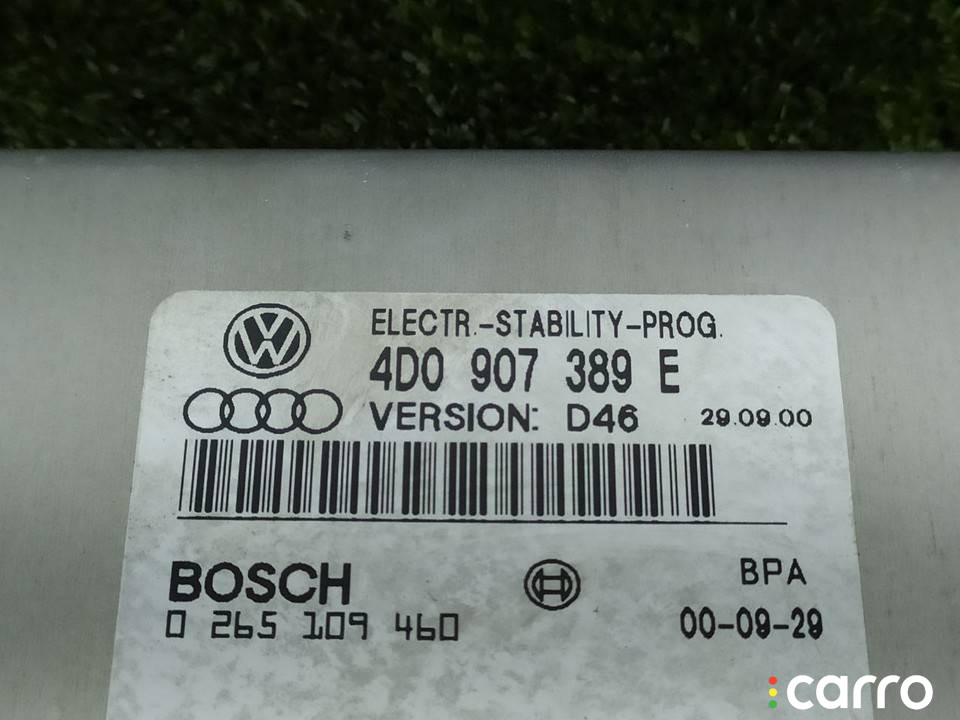 ELECTR.-STABILITY-PROG.
4D0 907 389 E
VERSION: D46 29.09.00
BOSCH BPA
0 265 109 460 00-09-29
carro